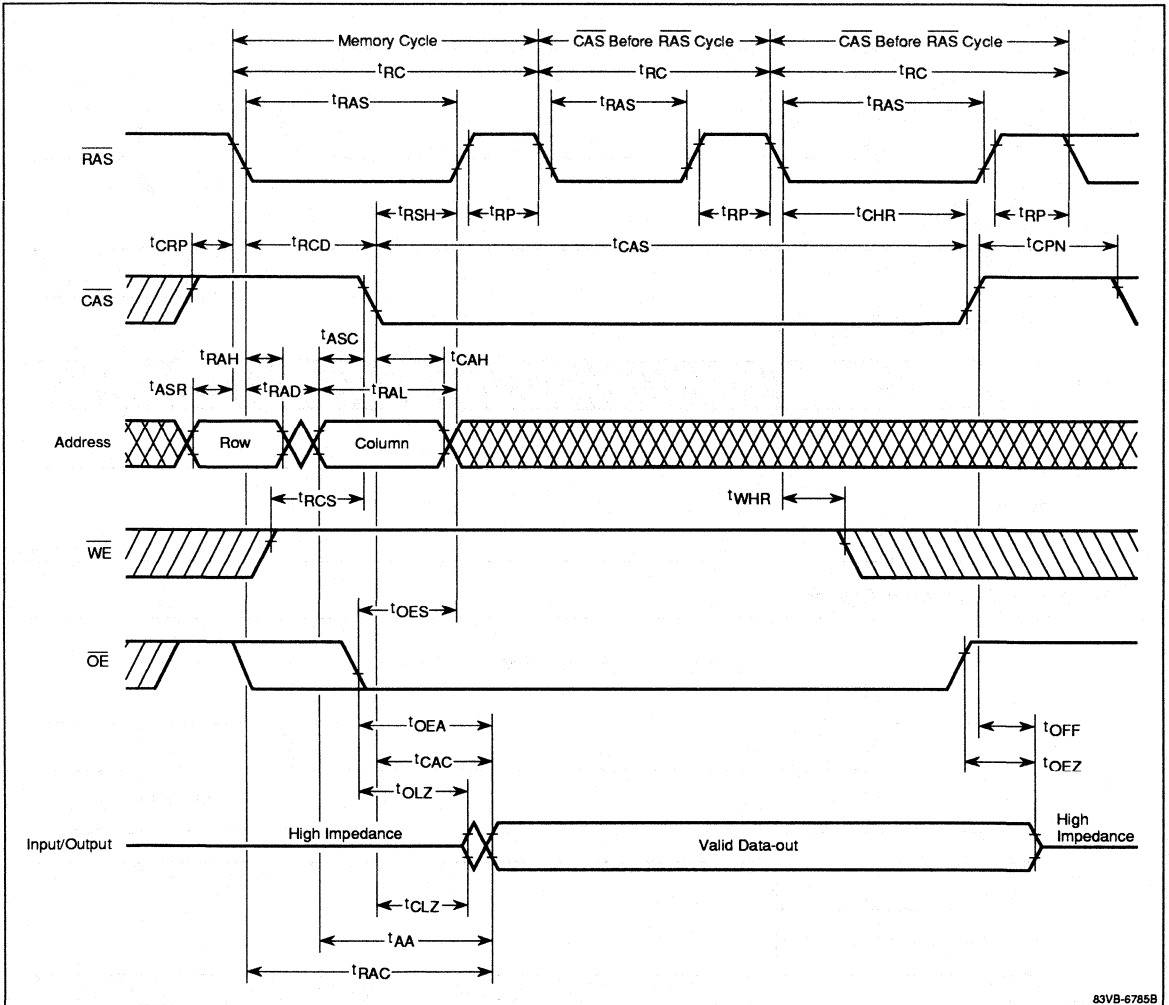 Memory Cycle
CAS Before RAS Cycle
CAS Before RAS Cycle
tRC
tRC
tRC
tRAS
tRAS
tRAS
RAS
tRSH
tRP
tRP
tCHR
tRP
tCRP
tRCD
tCAS
tCPN
CAS
tASC
tRAH
tCAH
tASR
tRAD
tRAL
Address
Row
Column
tRCS
tWHR
WE
tOES
OE
tOEA
tOFF
tCAC
tOEZ
tOLZ
Input/Output
High Impedance
Valid Data-out
High
Impedance
tCLZ
tAA
tRAC
83VB-6785B